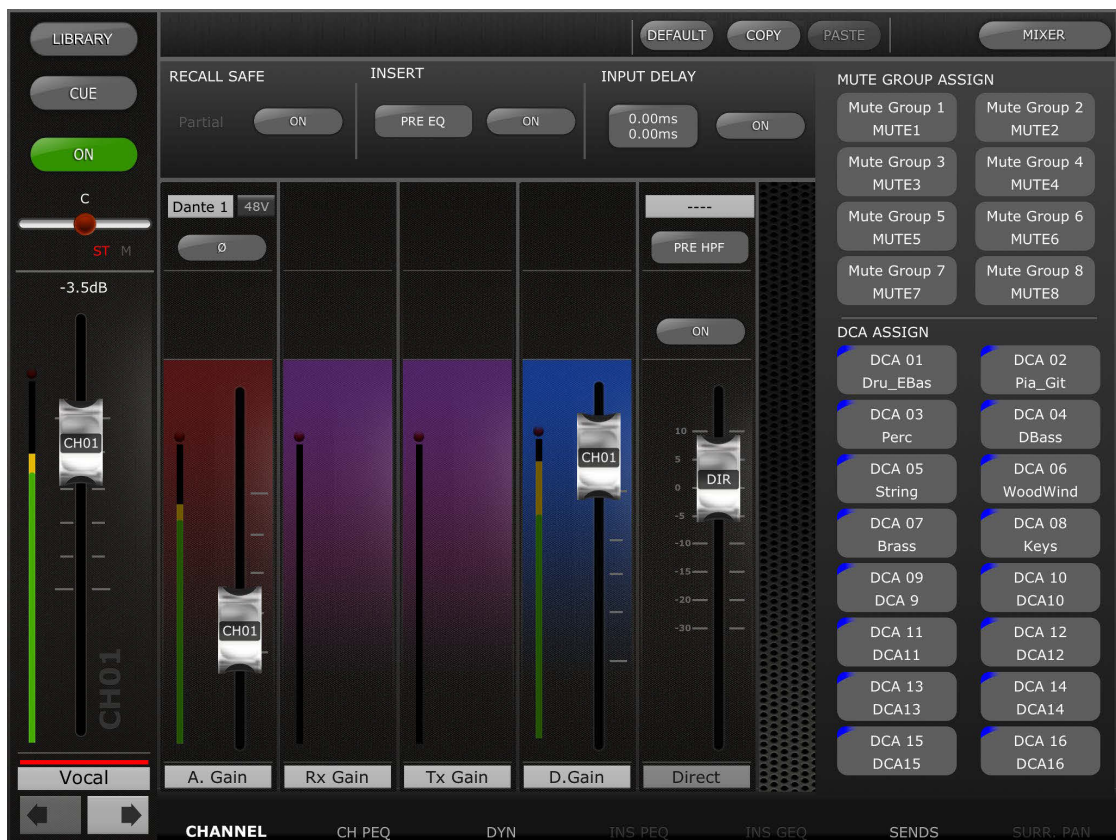 LIBRARY
DEFAULT
COPY
PASTE
MIXER
CUE
ON
C
ST M
-3.5dB
CH01
CH01
Vocal
RECALL SAFE
Partial
ON
INSERT
PRE EQ
ON
INPUT DELAY
0.00ms
0.00ms
ON
Dante 1
48V
Ø
CH01
A. Gain
Rx Gain
Tx Gain
CH01
D.Gain
----
PRE HPF
ON
10
5
0
-5
-10
-15
-20
-30
DIR
Direct
MUTE GROUP ASSIGN
Mute Group 1
MUTE1
Mute Group 2
MUTE2
Mute Group 3
MUTE3
Mute Group 4
MUTE4
Mute Group 5
MUTE5
Mute Group 6
MUTE6
Mute Group 7
MUTE7
Mute Group 8
MUTE8
DCA ASSIGN
DCA 01
Dru_EBas
DCA 02
Pia_Git
DCA 03
Perc
DCA 04
DBass
DCA 05
String
DCA 06
WoodWind
DCA 07
Brass
DCA 08
Keys
DCA 09
DCA 9
DCA 10
DCA10
DCA 11
DCA11
DCA 12
DCA12
DCA 13
DCA13
DCA 14
DCA14
DCA 15
DCA15
DCA 16
DCA16
CHANNEL
CH PEQ
DYN
INS PEQ
INS GEQ
SENDS
SURR. PAN